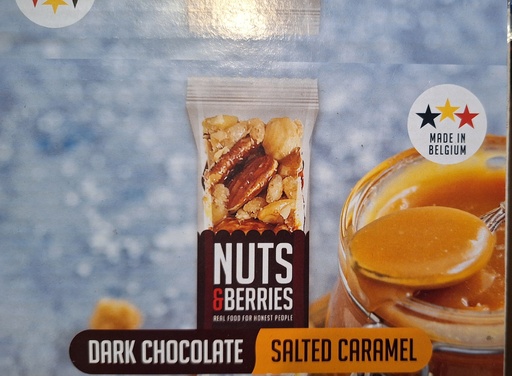 MADE IN
BELGIUM
NUTS
&BERRIES
REAL FOOD FOR HONEST PEOPLE
DARK CHOCOLATE SALTED CARAMEL